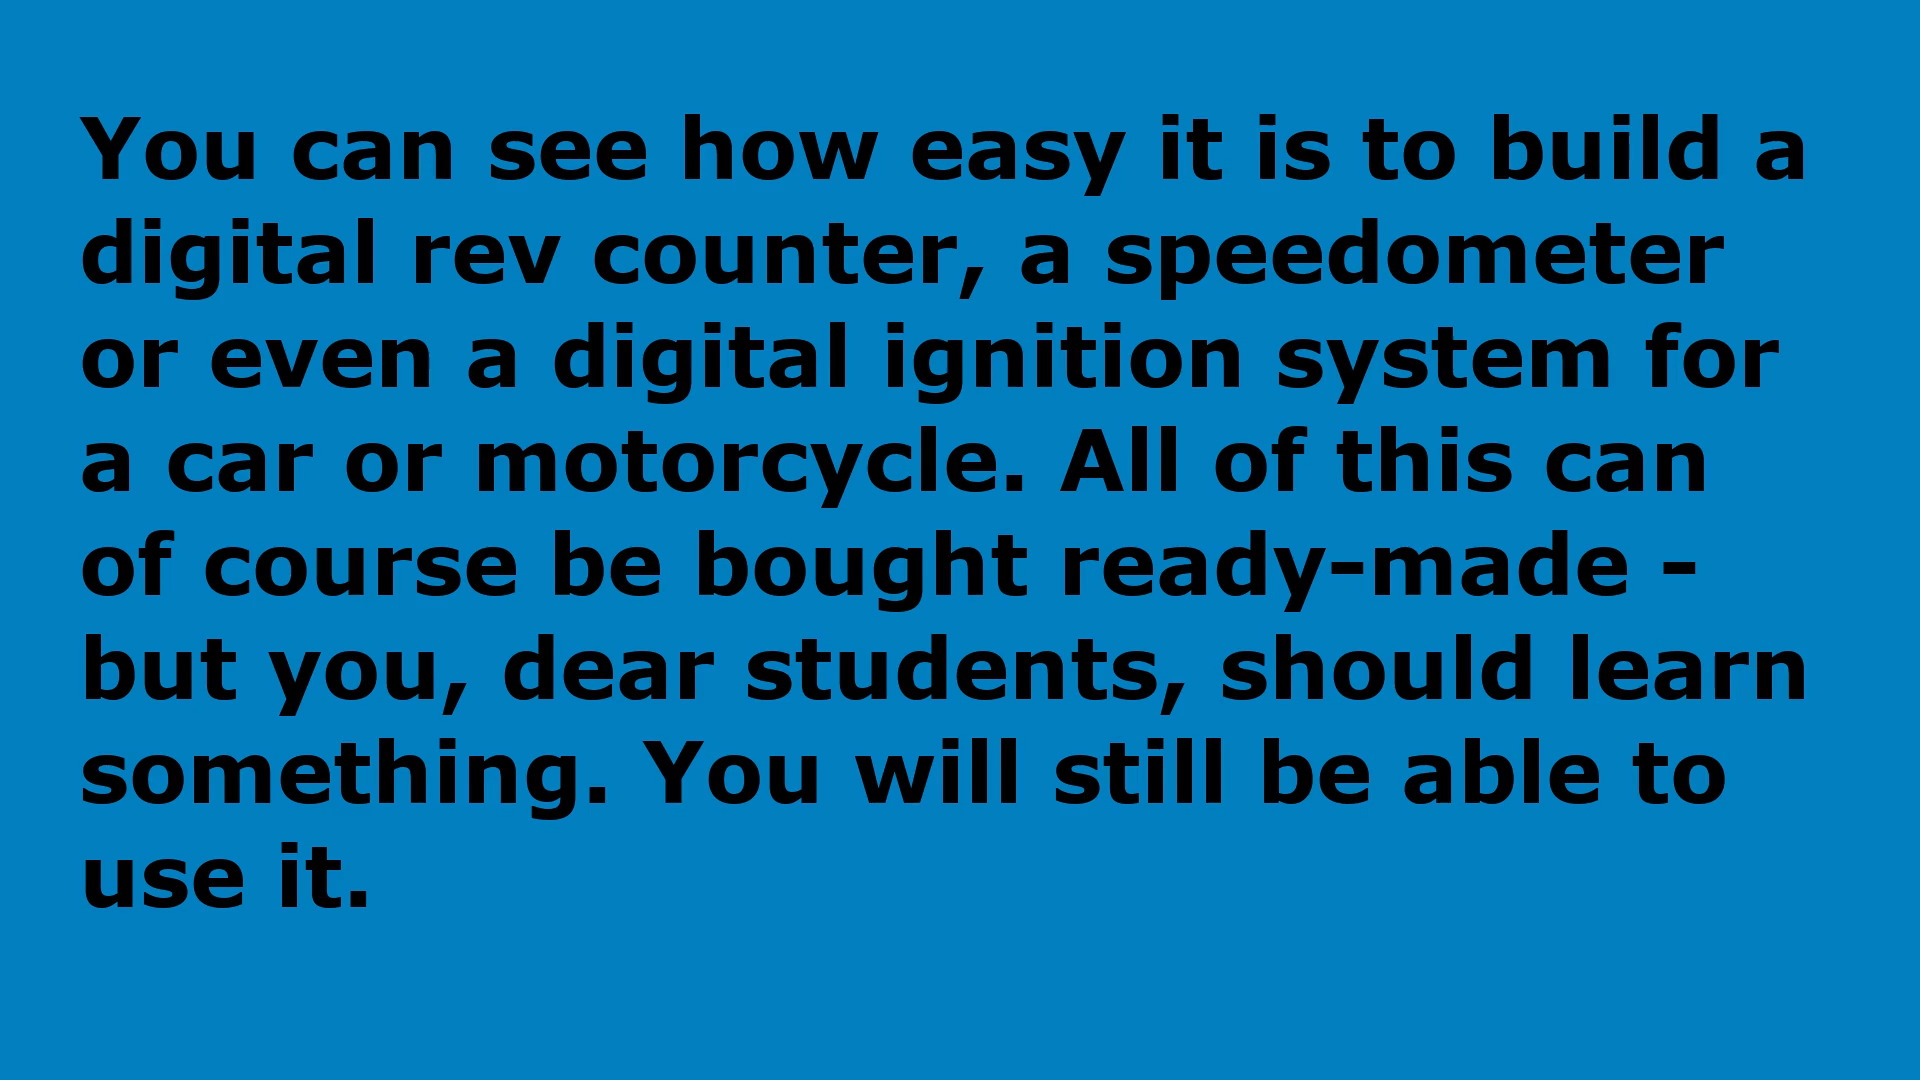 You can see how easy it is to build a
digital rev counter, a speedometer
or even a digital ignition system for
a car or motorcycle. All of this can
of course be bought ready-made -
but you, dear students, should learn
something. You will still be able to
use it.